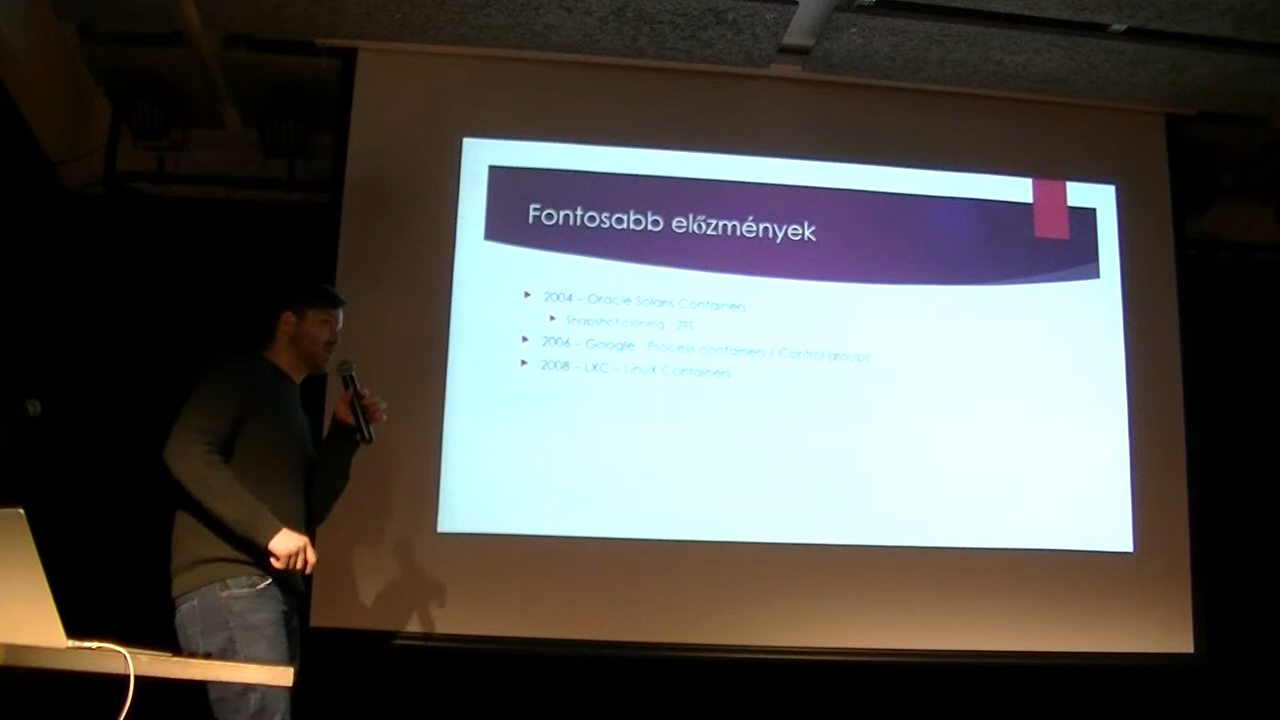 Fontosabb előzmények
2004 – Oracle Solaris Containers
Snapshot cloning - ZFS
2006 – Google - Process containers / Control groups
2008 – LXC – LinuX Containers